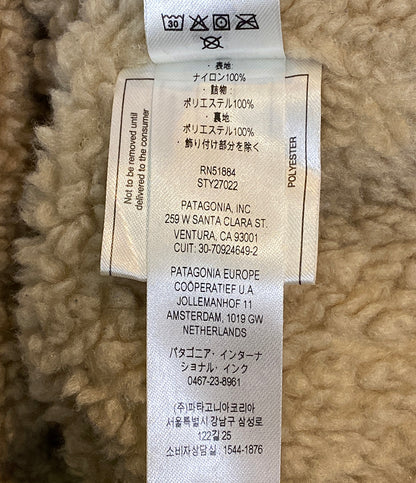 30
・表地:
ナイロン100%
・詰物:
ポリエステル100%
・裏地:
ポリエステル100%
・飾り付け部分を除く
RN51884
STY27022
PATAGONIA, INC
259 W SANTA CLARA ST.
VENTURA, CA 93001
CUIT: 30-70924649-2
PATAGONIA EUROPE
COÖPERATIEF U.A.
JOLLEMANHOF 11
AMSTERDAM, 1019 GW
NETHERLANDS
パタゴニア・インターナ
ショナル・インク
0467-23-8961
(주)파타고니아코리아
서울특별시 강남구 삼성로
122길 25
소비자상담실: 1544-1876
Not to be removed until
delivered to the consumer
POLYESTER